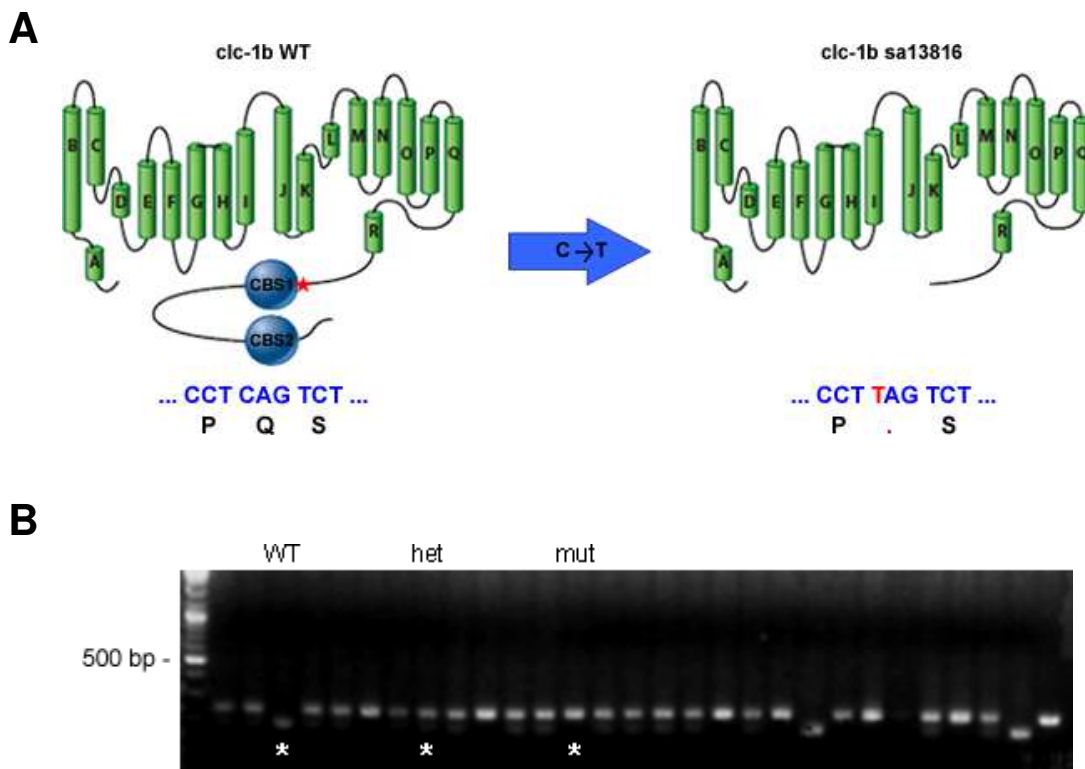 A
clc-1b WT
clc-1b sa13816
B C D E F G H I J K L M N O P Q
A R
B C D E F G H I J K L M N O P Q
A R
C → T
CBS1
CBS2
... CCT CAG TCT ...
... CCT TAG TCT ...
P Q S
P . S
B
WT het mut
500 bp -
* * *